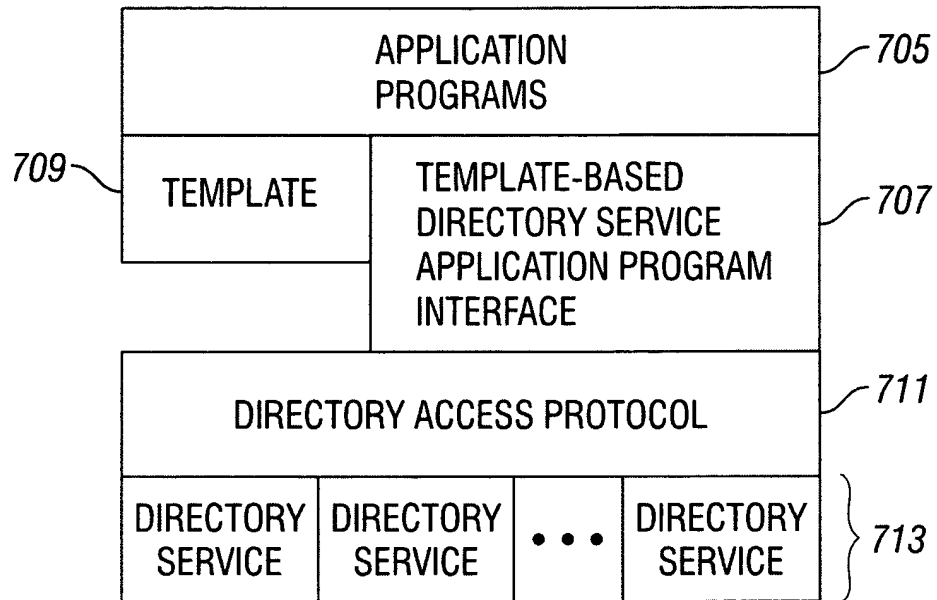 APPLICATION
PROGRAMS
705
709
TEMPLATE
TEMPLATE-BASED
DIRECTORY SERVICE
APPLICATION PROGRAM
INTERFACE
707
DIRECTORY ACCESS PROTOCOL
711
DIRECTORY
SERVICE
DIRECTORY
SERVICE
• • •
DIRECTORY
SERVICE
713